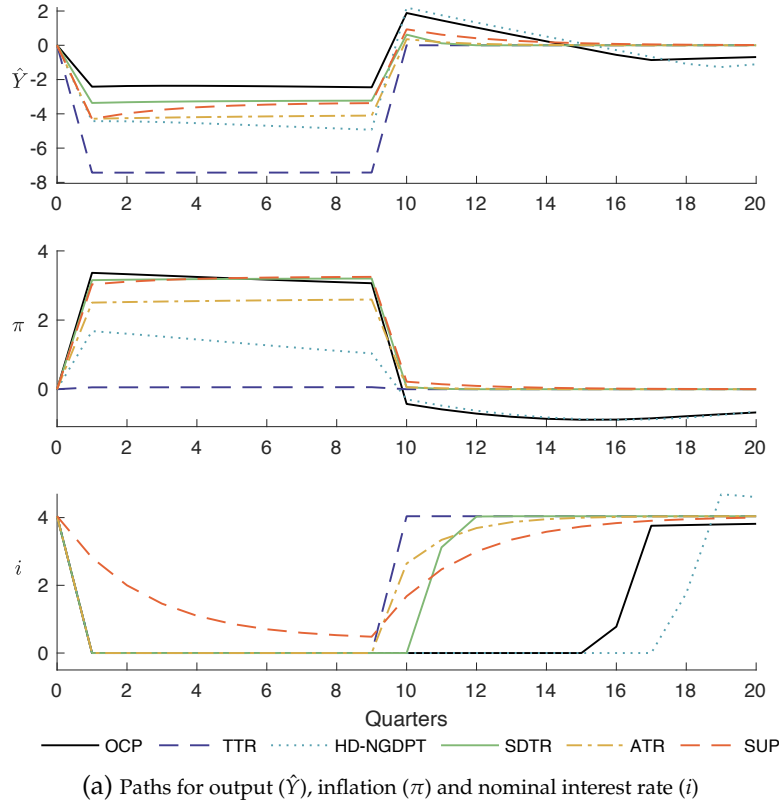 2
0
Ŷ
-2
-4
-6
-8
0 2 4 6 8 10 12 14 16 18 20
4
π
2
0
0 2 4 6 8 10 12 14 16 18 20
4
i
2
0
0 2 4 6 8 10 12 14 16 18 20
Quarters
OCP TTR HD-NGDPT SDTR ATR SUP
(a) Paths for output (Ŷ), inflation (π) and nominal interest rate (i)